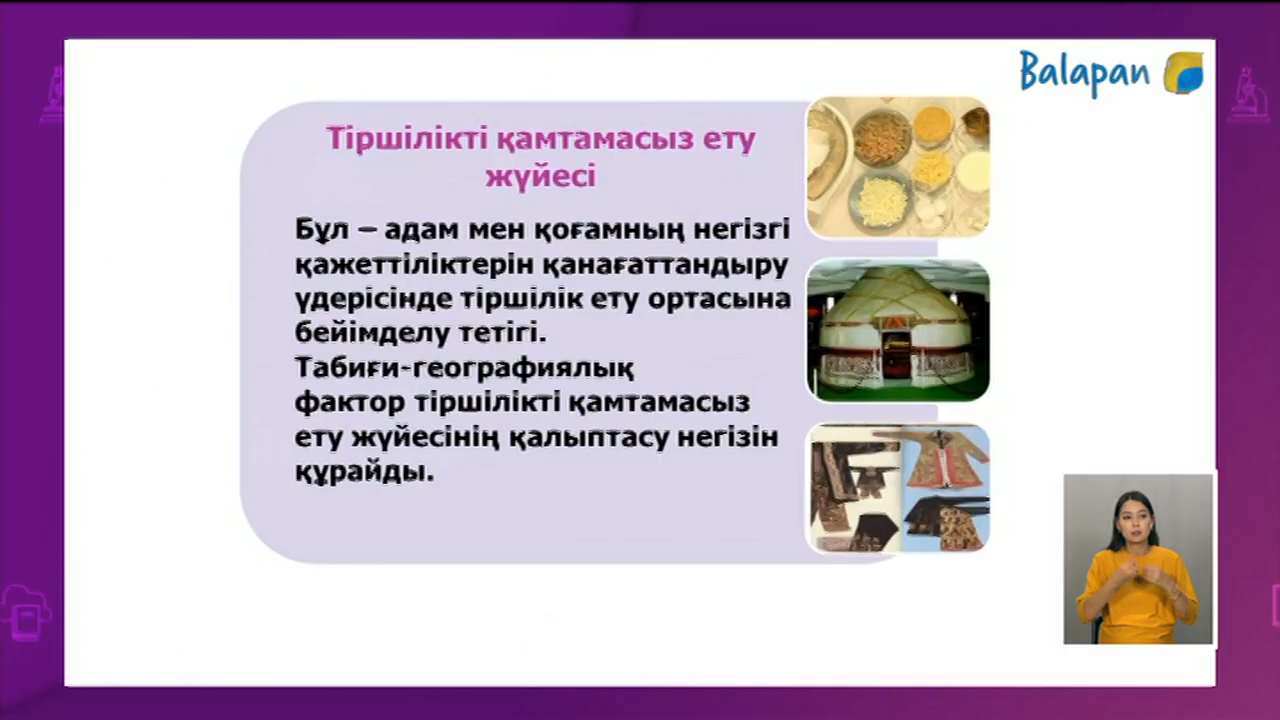 Balapan
Тіршілікті қамтамасыз ету
жүйесі
Бұл – адам мен қоғамның негізгі
қажеттіліктерін қанағаттандыру
үдерісінде тіршілік ету ортасына
бейімделу тетігі.
Табиғи-географиялық
фактор тіршілікті қамтамасыз
ету жүйесінің қалыптасу негізін
құрайды.